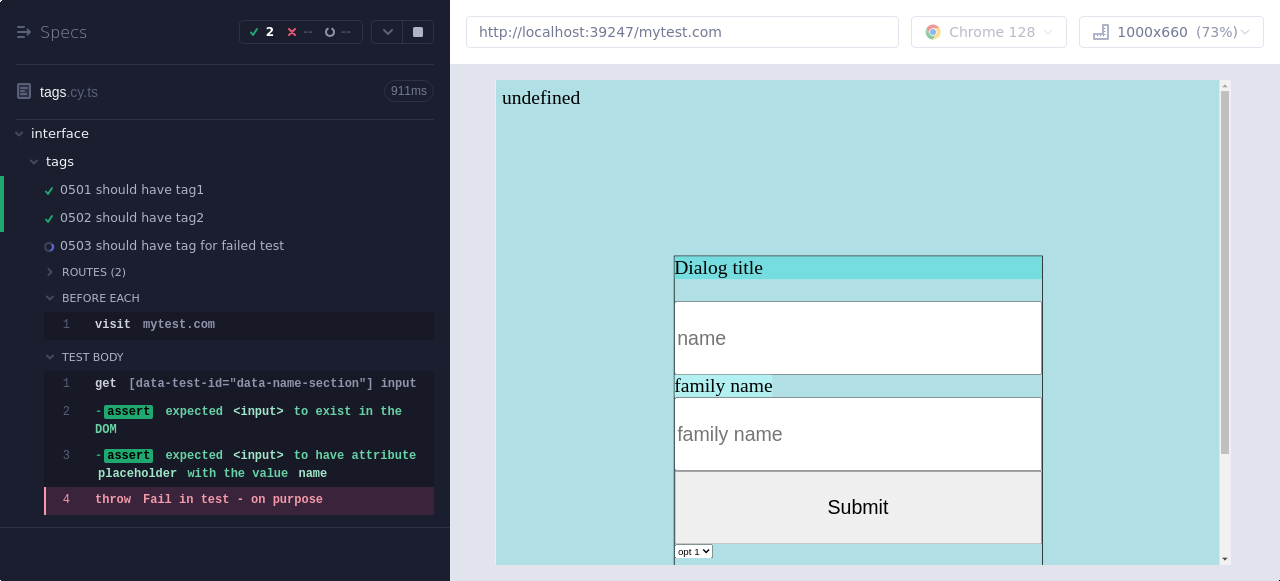 Specs 2 -- --
tags.cy.ts 911ms
interface
tags
0501 should have tag1
0502 should have tag2
0503 should have tag for failed test
ROUTES (2)
BEFORE EACH
1 visit mytest.com
TEST BODY
1 get [data-test-id="data-name-section"] input
2 -assert expected <input> to exist in the
DOM
3 -assert expected <input> to have attribute
placeholder with the value name
4 throw Fail in test - on purpose
http://localhost:39247/mytest.com Chrome 128 1000x660 (73%)
undefined
Dialog title
name
family name
family name
Submit
opt 1